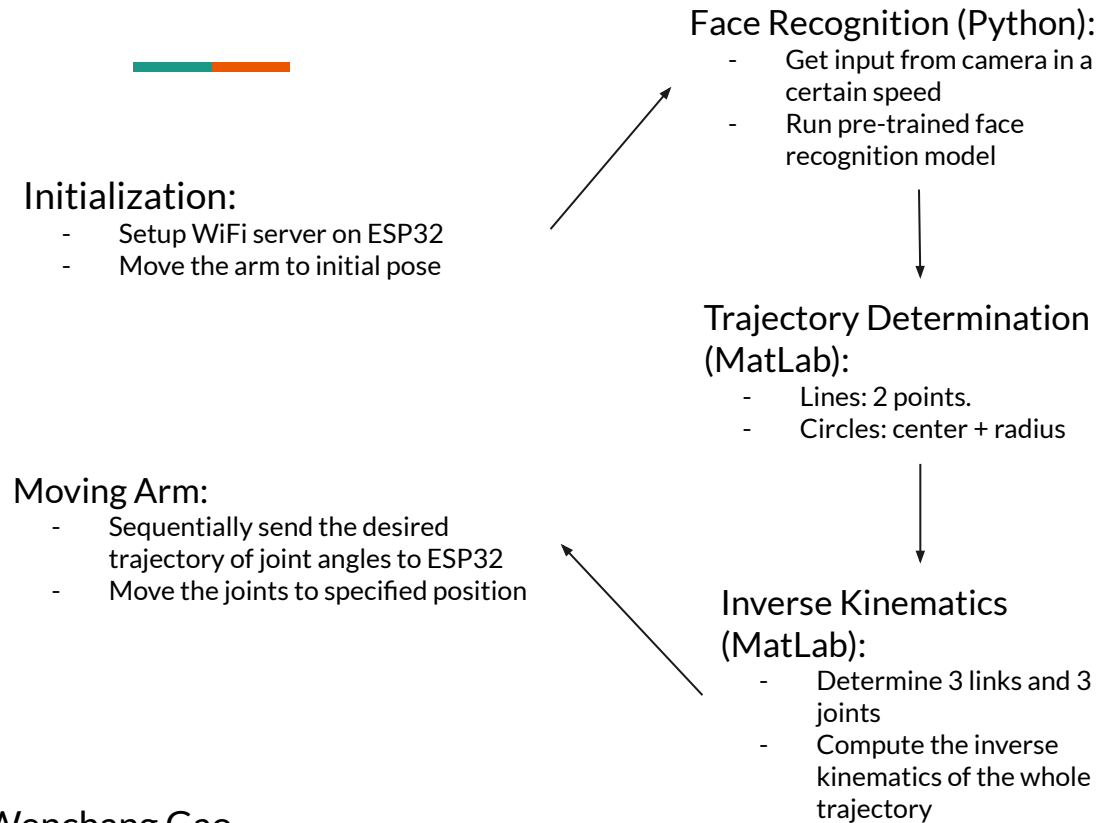 Initialization:
- Setup WiFi server on ESP32
- Move the arm to initial pose
Face Recognition (Python):
- Get input from camera in a
certain speed
- Run pre-trained face
recognition model
Trajectory Determination
(MatLab):
- Lines: 2 points.
- Circles: center + radius
Inverse Kinematics
(MatLab):
- Determine 3 links and 3
joints
- Compute the inverse
kinematics of the whole
trajectory
Moving Arm:
- Sequentially send the desired
trajectory of joint angles to ESP32
- Move the joints to specified position